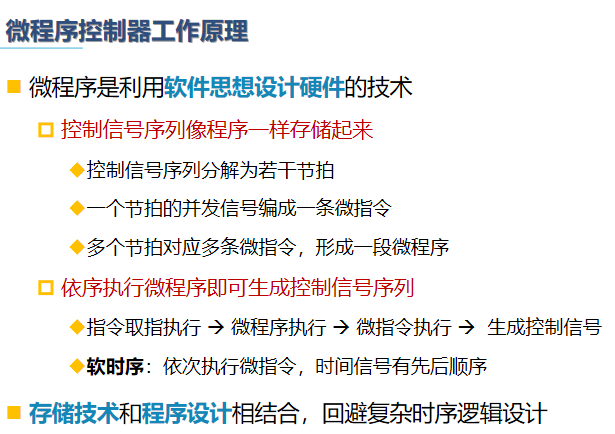 微程序控制器工作原理
微程序是利用软件思想设计硬件的技术
控制信号序列像程序一样存储起来
控制信号序列分解为若干节拍
一个节拍的并发信号编成一条微指令
多个节拍对应多条微指令，形成一段微程序
依序执行微程序即可生成控制信号序列
指令取指执行 → 微程序执行 → 微指令执行 → 生成控制信号
软时序：依次执行微指令，时间信号有先后顺序
存储技术和程序设计相结合，回避复杂时序逻辑设计